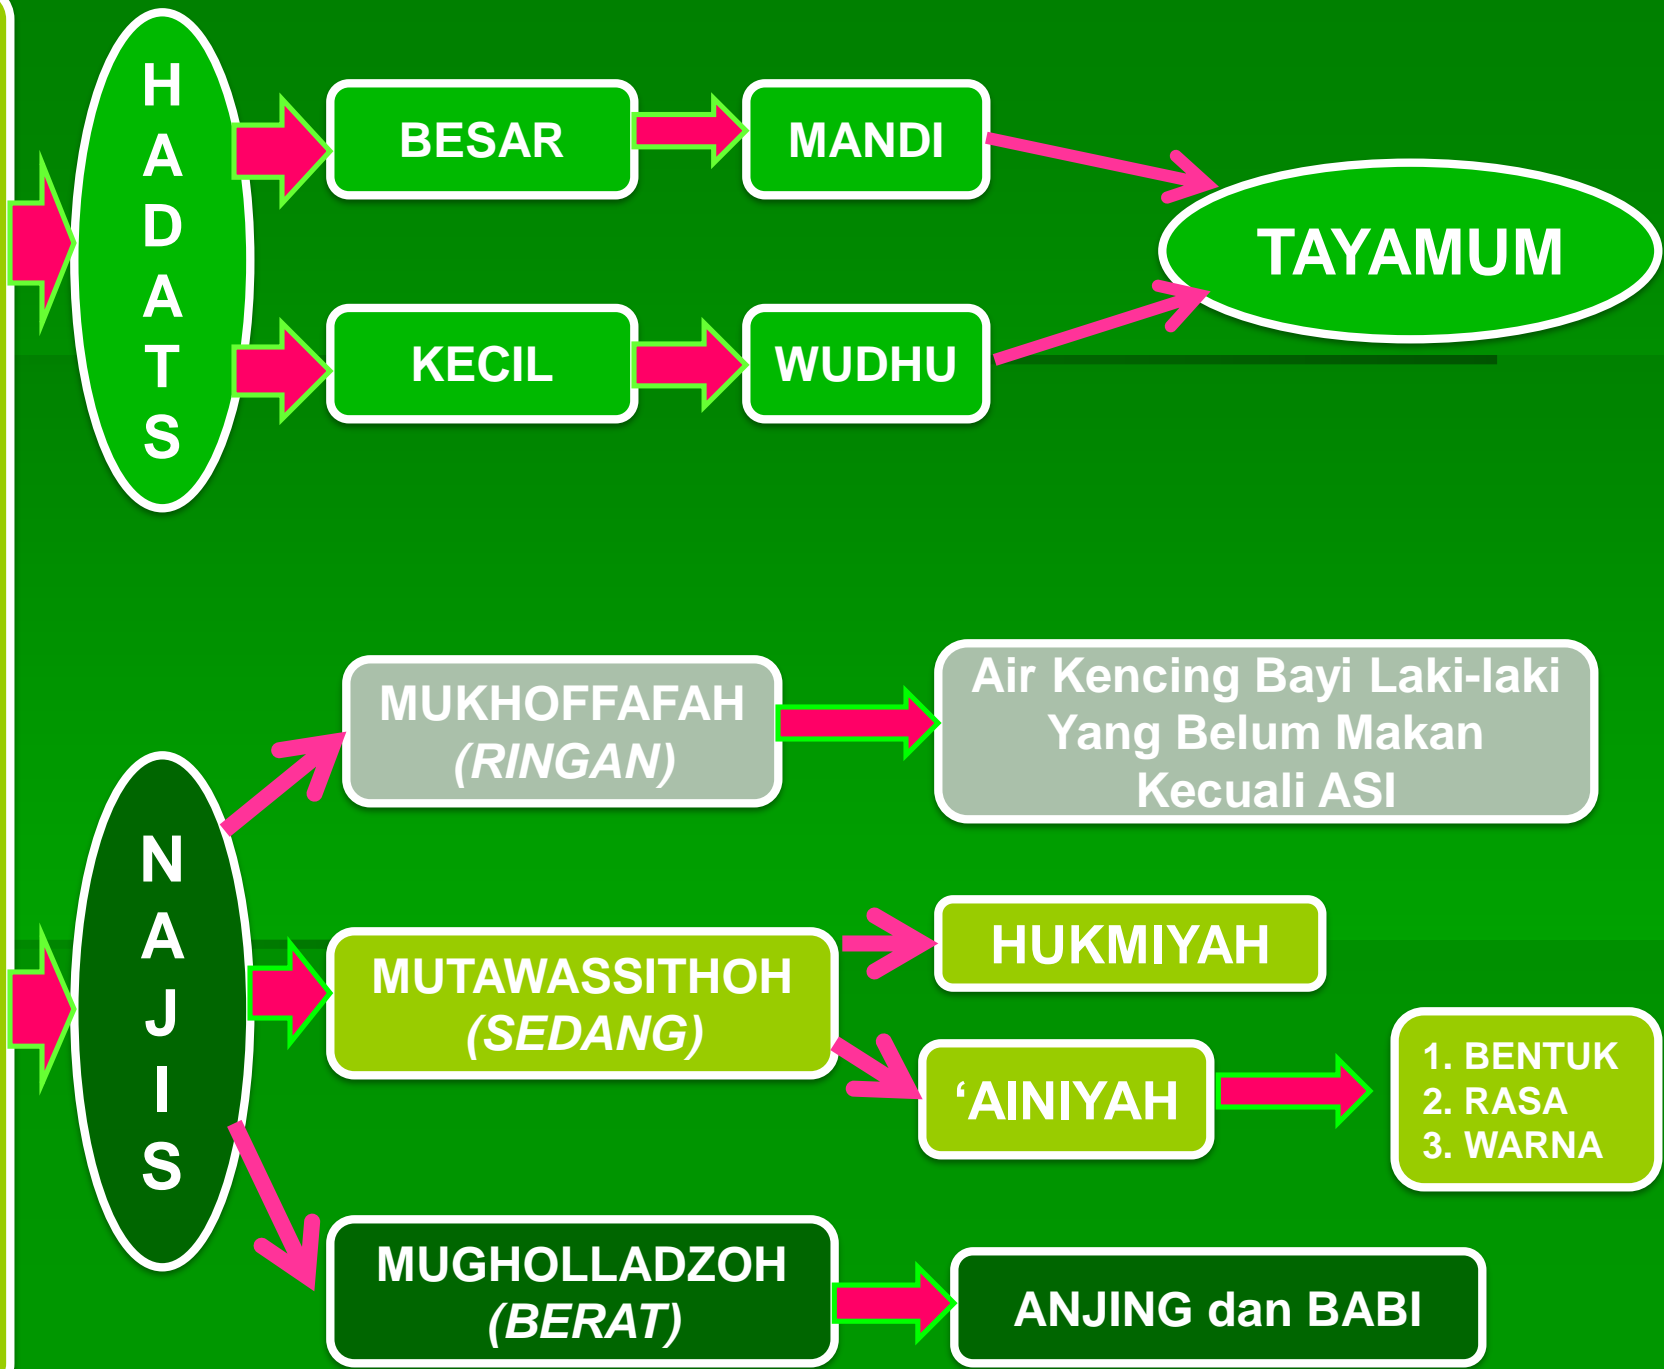 HADATS
BESAR
MANDI
KECIL
WUDHU
TAYAMUM
NAJIS
MUKHOFFAFAH
(RINGAN)
Air Kencing Bayi Laki-laki
Yang Belum Makan
Kecuali ASI
MUTAWASSITHOH
(SEDANG)
HUKMIYAH
‘AINIYAH
1. BENTUK
2. RASA
3. WARNA
MUGHOLLADZOH
(BERAT)
ANJING dan BABI